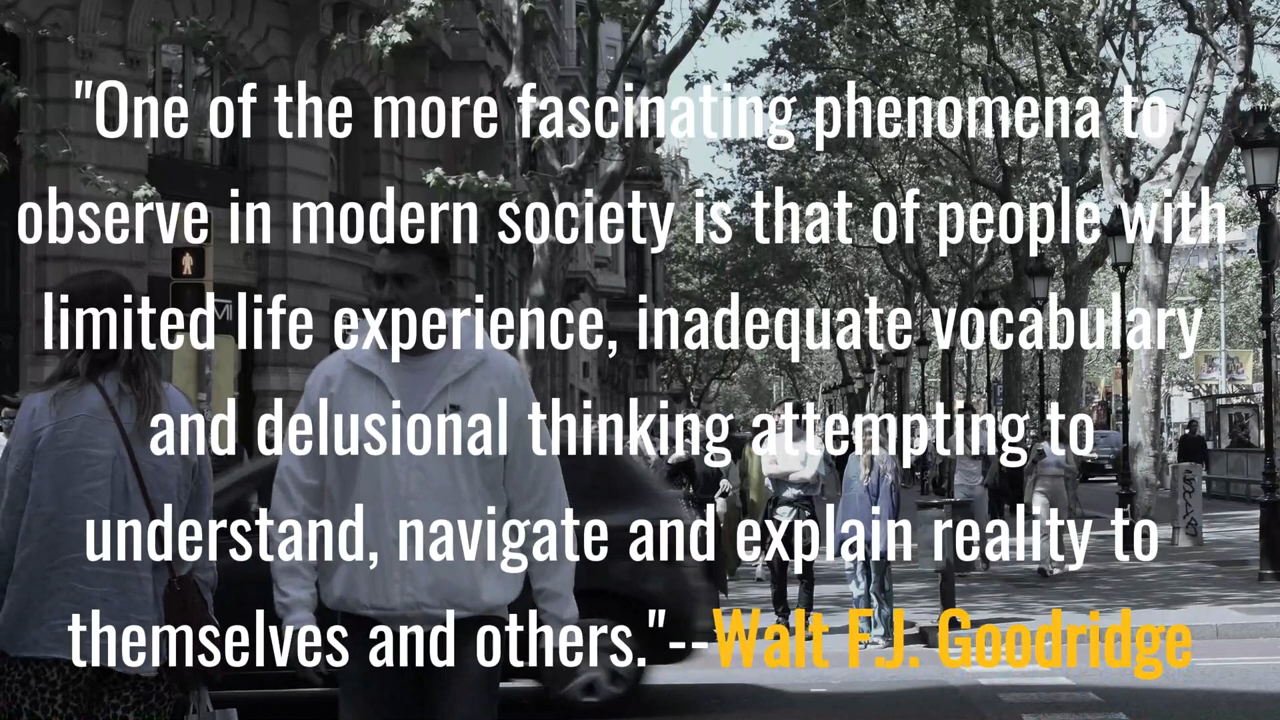 "One of the more fascinating phenomena to
observe in modern society is that of people with
limited life experience, inadequate vocabulary
and delusional thinking attempting to
understand, navigate and explain reality to
themselves and others."--Walt F.J. Goodridge